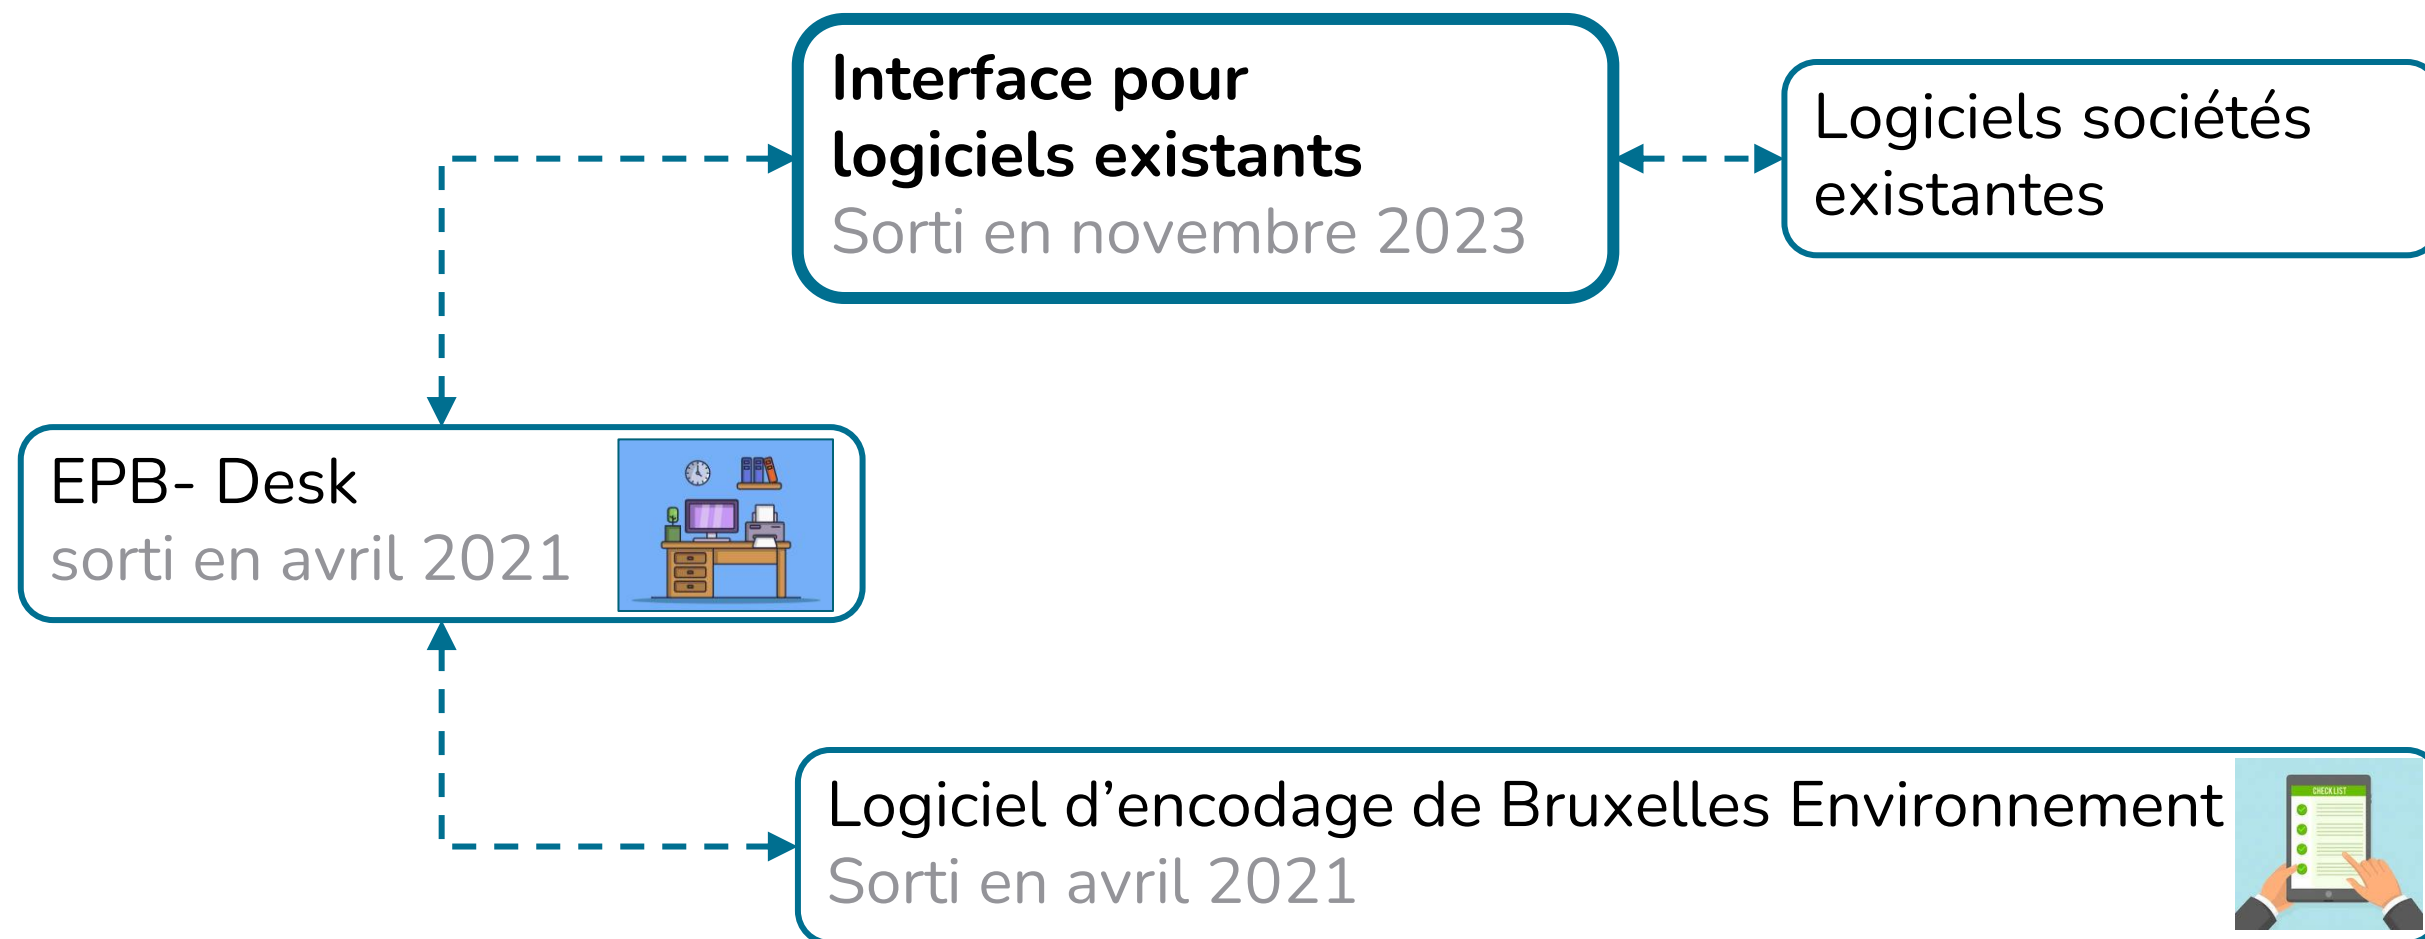 Interface pour
logiciels existants
Sorti en novembre 2023
Logiciels sociétés
existantes
EPB- Desk
sorti en avril 2021
Logiciel d’encodage de Bruxelles Environnement
Sorti en avril 2021
CHECKLIST